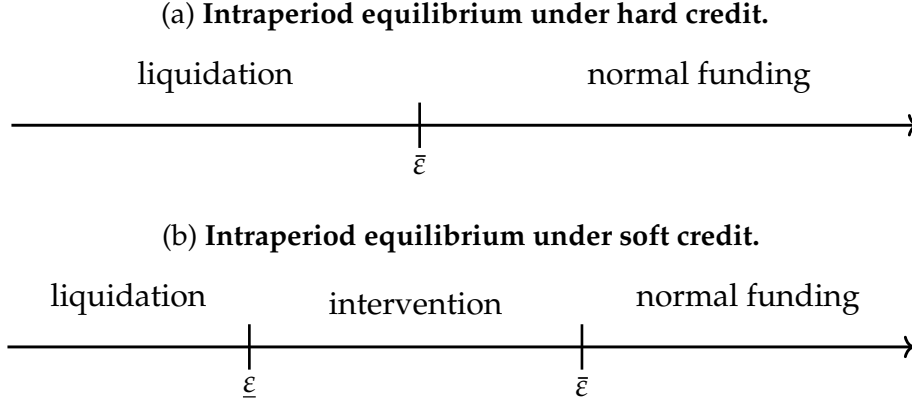 (a) Intraperiod equilibrium under hard credit.
liquidation normal funding
ε̄
(b) Intraperiod equilibrium under soft credit.
liquidation intervention normal funding
ε̲ ε̄